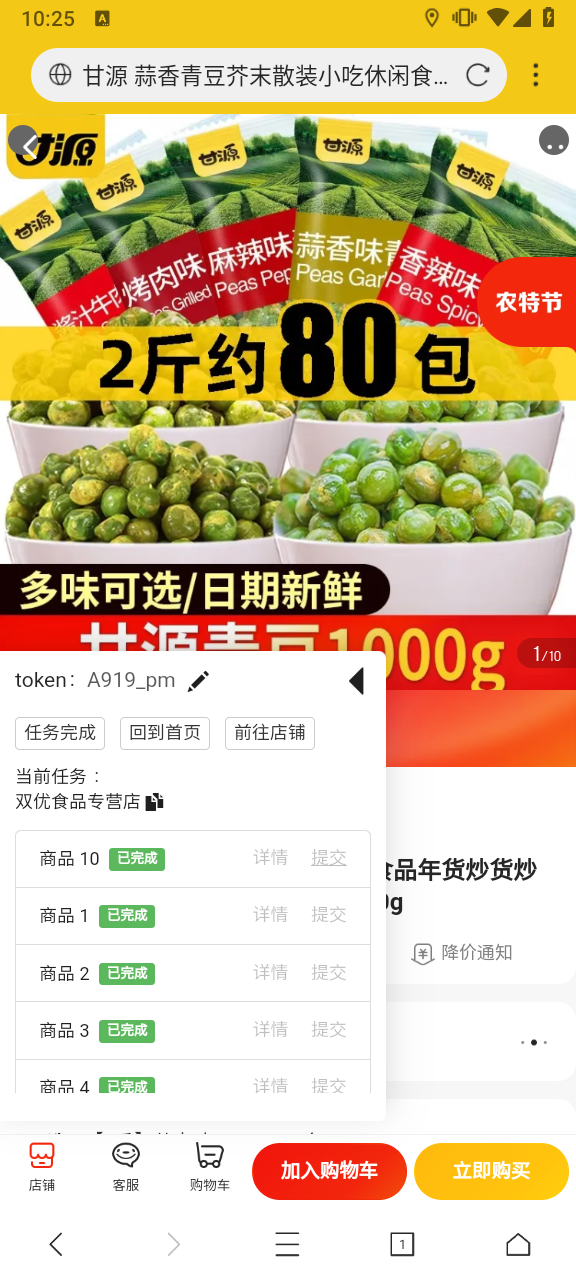 10:25
甘源 蒜香青豆芥末散装小吃休闲食...
甘源
甘源 甘源 甘源 甘源 甘源
酱汁牛肉
烤肉味
Grilled
麻辣味
Peas Pep
蒜香味青
Peas Gar
香辣味
Peas Spicy
农特节
2斤约80包
多味可选/日期新鲜
甘源青豆1000g
1/10
token: A919_pm
任务完成 回到首页 前往店铺
当前任务：
双优食品专营店
商品 10 已完成 详情 提交
商品 1 已完成 详情 提交
商品 2 已完成 详情 提交
商品 3 已完成 详情 提交
商品 4 已完成 详情 提交
食品年货炒货炒
0g
降价通知
店铺 客服 购物车 加入购物车 立即购买
1